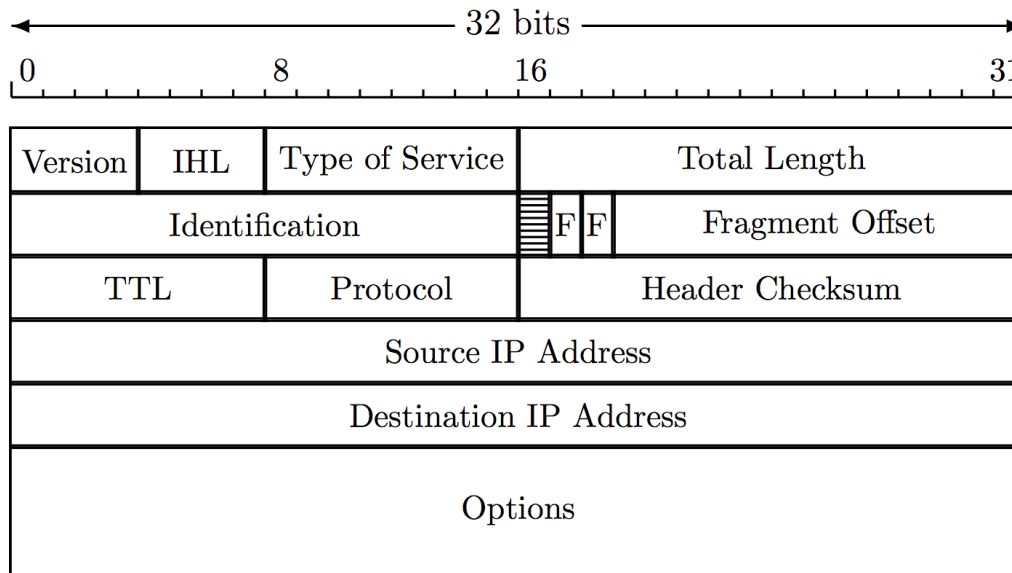 32 bits
0 8 16 31
Version IHL Type of Service Total Length
Identification F F Fragment Offset
TTL Protocol Header Checksum
Source IP Address
Destination IP Address
Options